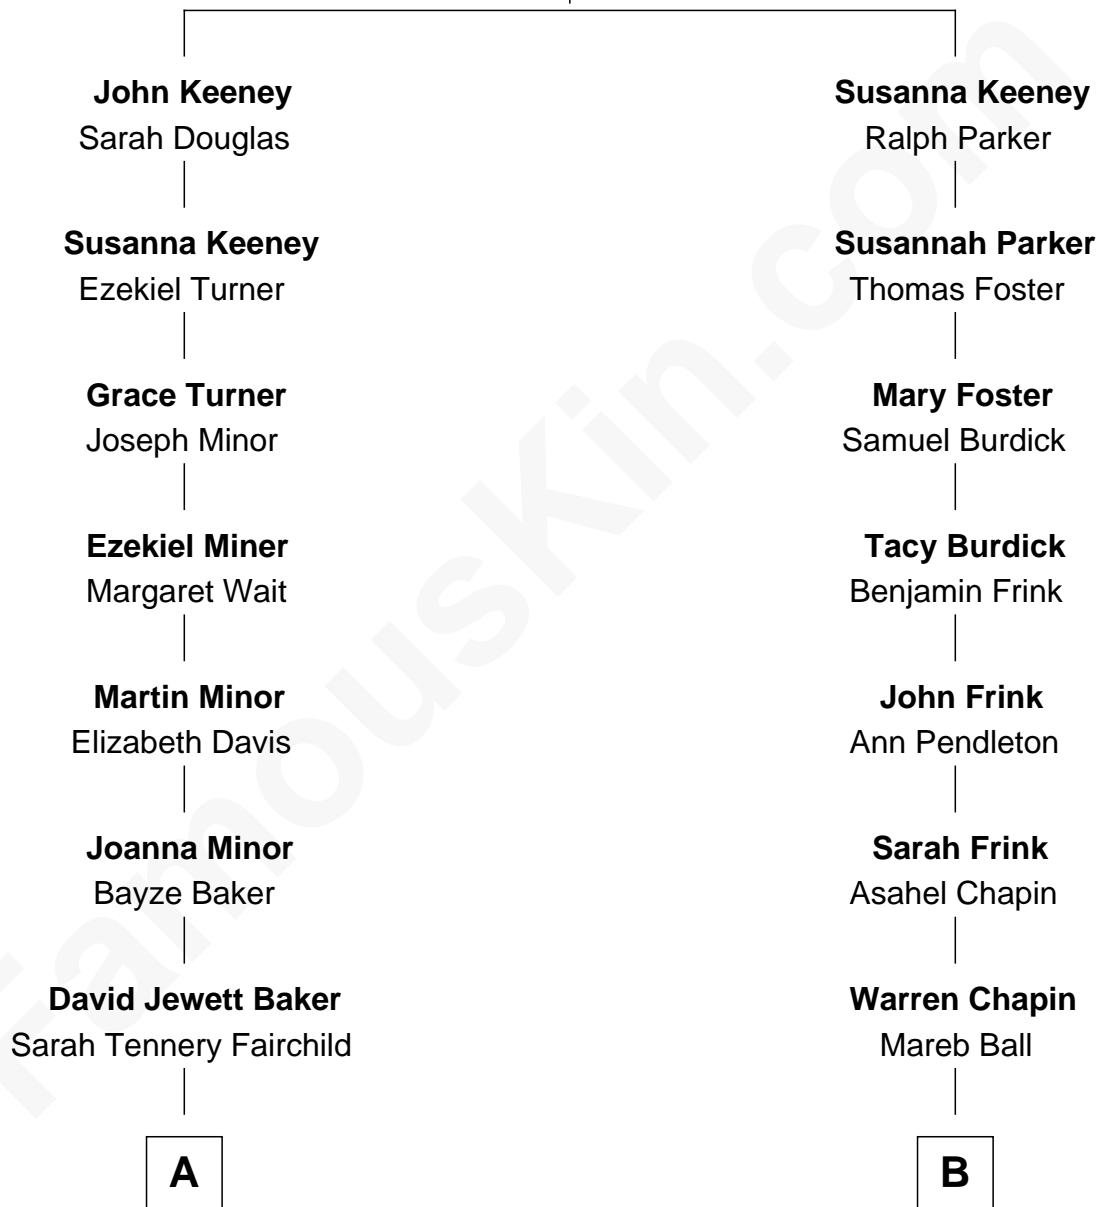 John Keeney
Sarah Douglas
Susanna Keeney
Ezekiel Turner
Grace Turner
Joseph Minor
Ezekiel Miner
Margaret Wait
Martin Minor
Elizabeth Davis
Joanna Minor
Bayze Baker
David Jewett Baker
Sarah Tennery Fairchild
A
Susanna Keeney
Ralph Parker
Susannah Parker
Thomas Foster
Mary Foster
Samuel Burdick
Tacy Burdick
Benjamin Frink
John Frink
Ann Pendleton
Sarah Frink
Asahel Chapin
Warren Chapin
Mareb Ball
B
FamousKin.com